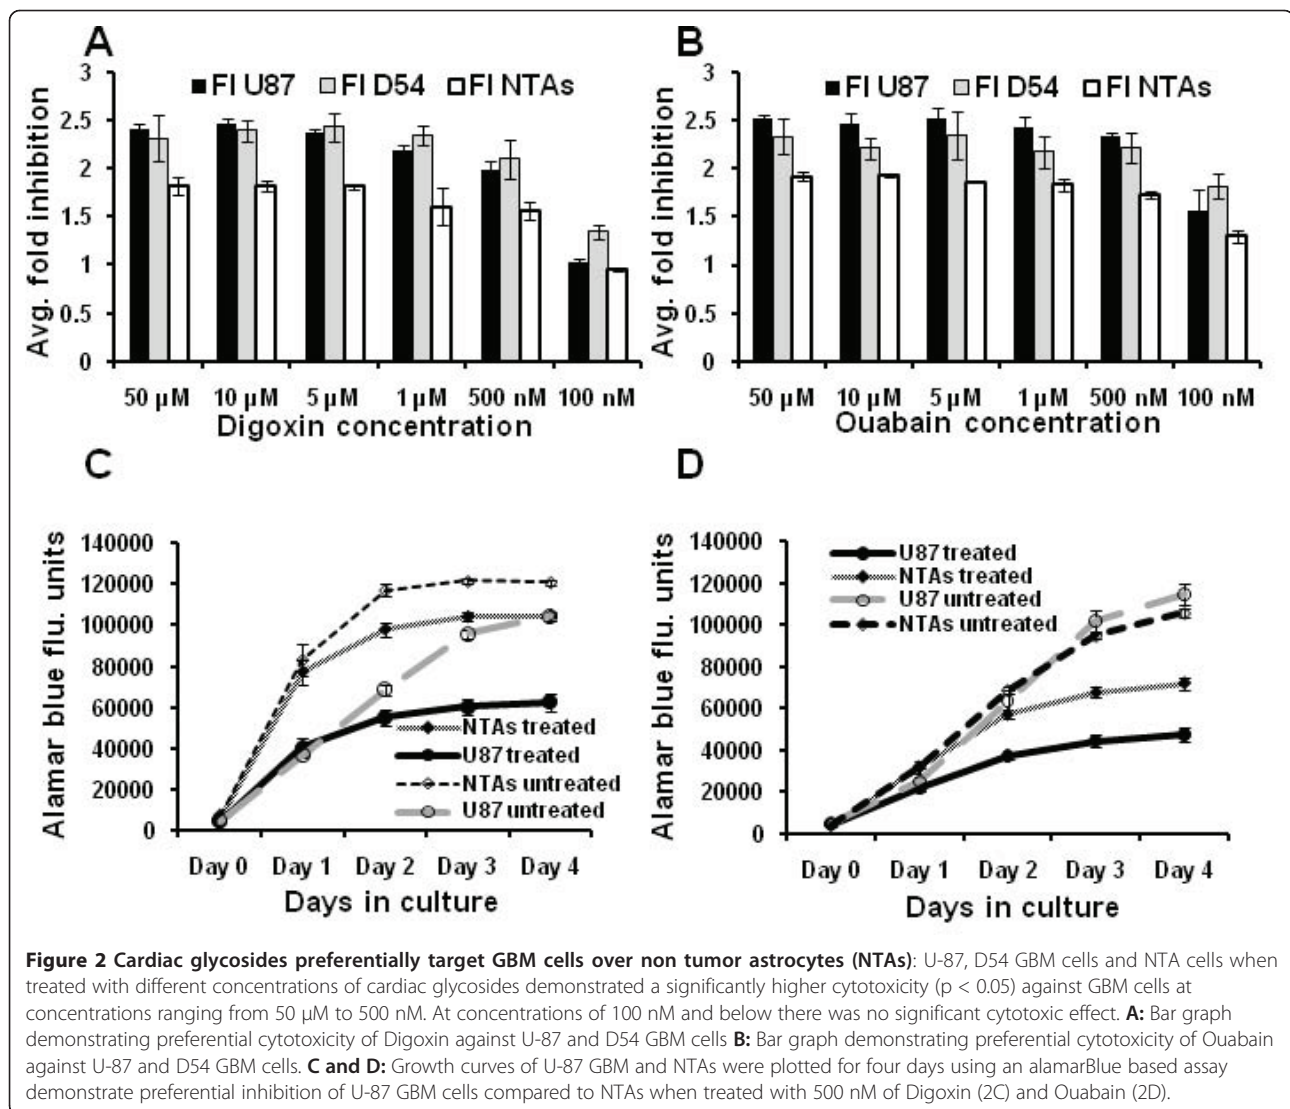 A
3
2.5
2
1.5
1
0.5
0
Avg. fold inhibition
FI U87 FI D54 FI NTAs
50 µM 10 µM 5 µM 1 µM 500 nM 100 nM
Digoxin concentration
B
3
2.5
2
1.5
1
0.5
0
Avg. fold inhibition
FI U87 FI D54 FI NTAs
50 µM 10 µM 5 µM 1 µM 500 nM 100 nM
Ouabain concentration
C
140000
120000
100000
80000
60000
40000
20000
0
Alamar blue flu. units
NTAs treated
U87 treated
NTAs untreated
U87 untreated
Day 0 Day 1 Day 2 Day 3 Day 4
Days in culture
D
140000
120000
100000
80000
60000
40000
20000
0
Alamar blue flu. units
U87 treated
NTAs treated
U87 untreated
NTAs untreated
Day 0 Day 1 Day 2 Day 3 Day 4
Days in culture
Figure 2 Cardiac glycosides preferentially target GBM cells over non tumor astrocytes (NTAs): U-87, D54 GBM cells and NTA cells when
treated with different concentrations of cardiac glycosides demonstrated a significantly higher cytotoxicity (p < 0.05) against GBM cells at
concentrations ranging from 50 µM to 500 nM. At concentrations of 100 nM and below there was no significant cytotoxic effect. A: Bar graph
demonstrating preferential cytotoxicity of Digoxin against U-87 and D54 GBM cells B: Bar graph demonstrating preferential cytotoxicity of Ouabain
against U-87 and D54 GBM cells. C and D: Growth curves of U-87 GBM and NTAs were plotted for four days using an alamarBlue based assay
demonstrate preferential inhibition of U-87 GBM cells compared to NTAs when treated with 500 nM of Digoxin (2C) and Ouabain (2D).